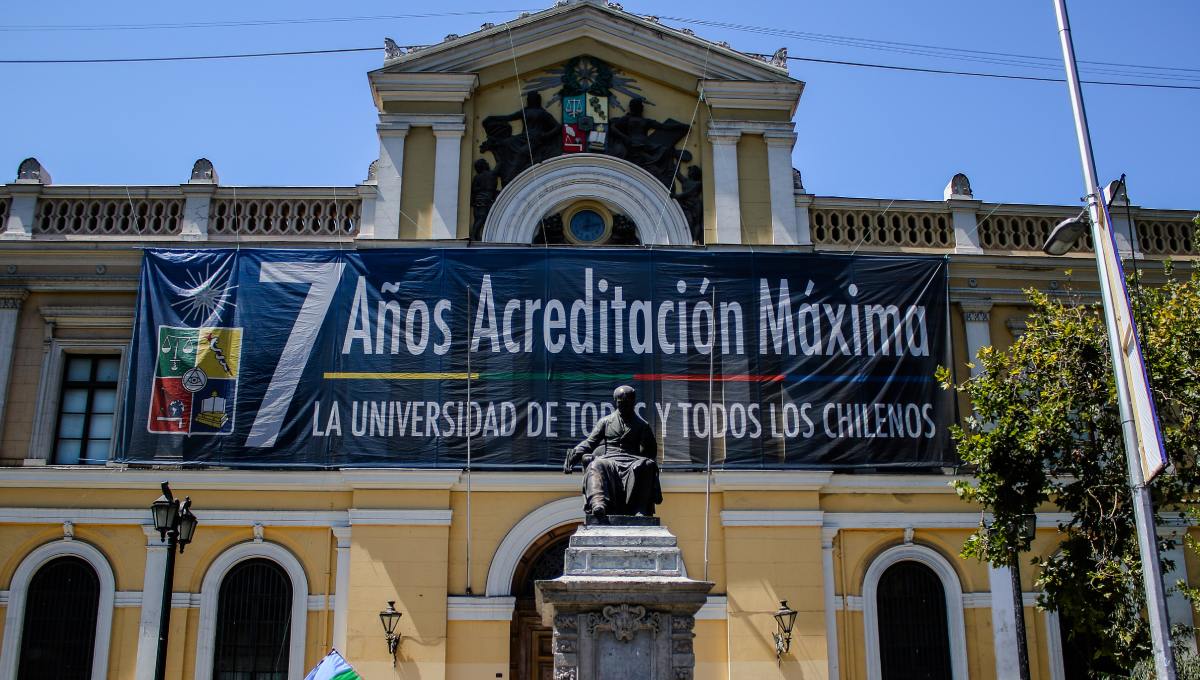 7 Años Acreditación Máxima
LA UNIVERSIDAD DE Y TODOS LOS CHILENOS